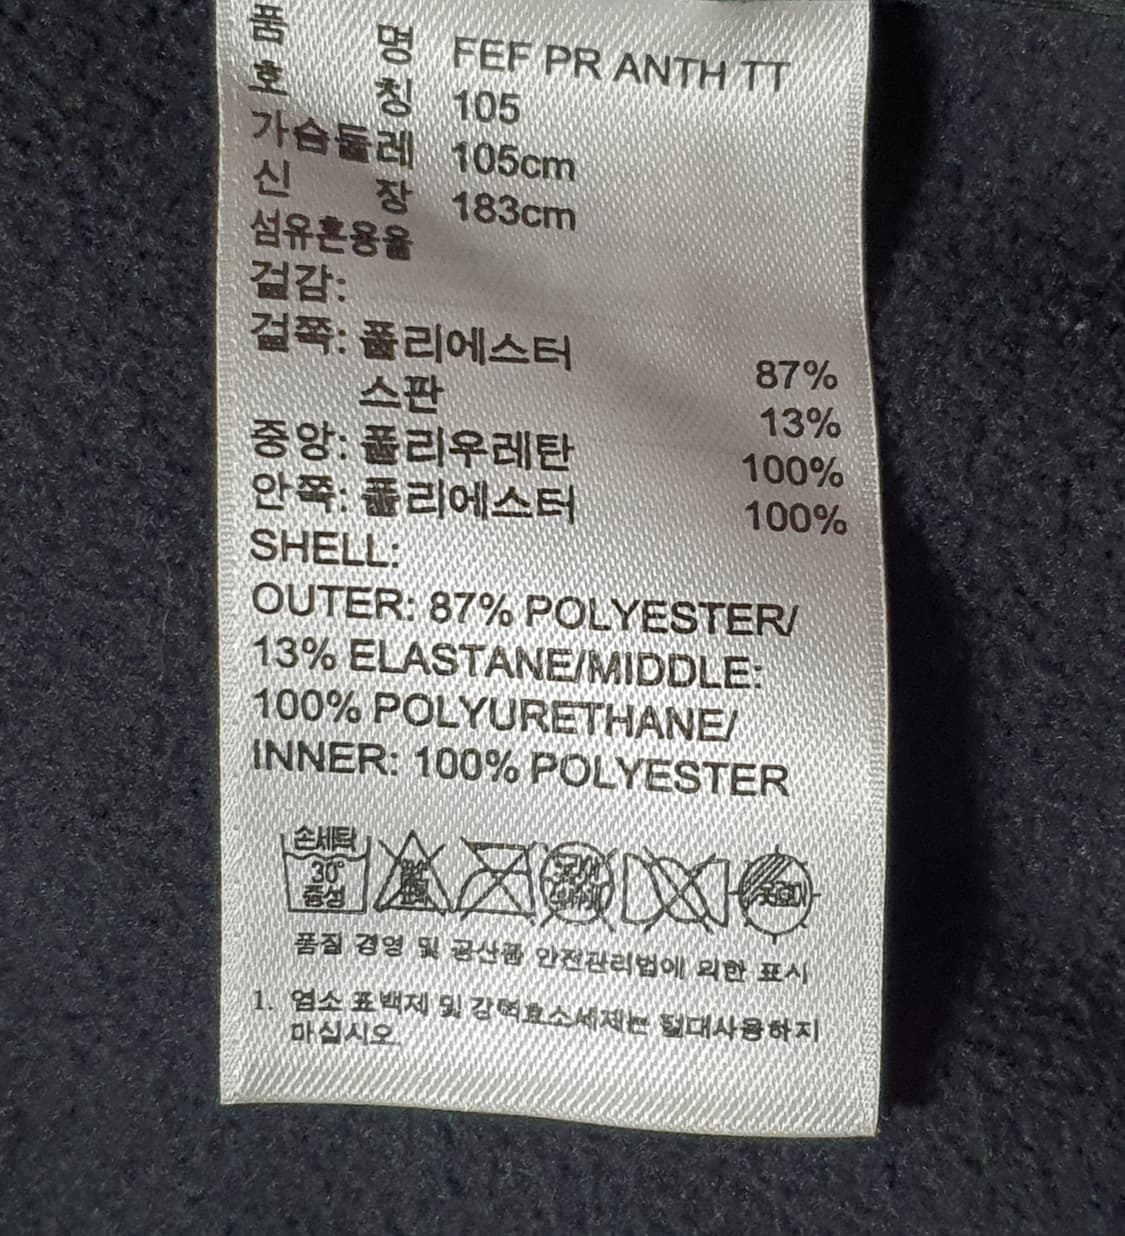 품 명 FEF PR ANTH TT
호 칭 105
가슴둘레 105cm
신 장 183cm
섬유혼용율
겉감:
겉쪽: 폴리에스터 87%
스판 13%
중앙: 폴리우레탄 100%
안쪽: 폴리에스터 100%
SHELL:
OUTER: 87% POLYESTER/
13% ELASTANE/MIDDLE:
100% POLYURETHANE/
INNER: 100% POLYESTER
손세탁
30°
중성
품질 경영 및 공산품 안전관리법에 의한 표시
1. 염소 표백제 및 강력효소세제는 절대사용하지
마십시오.